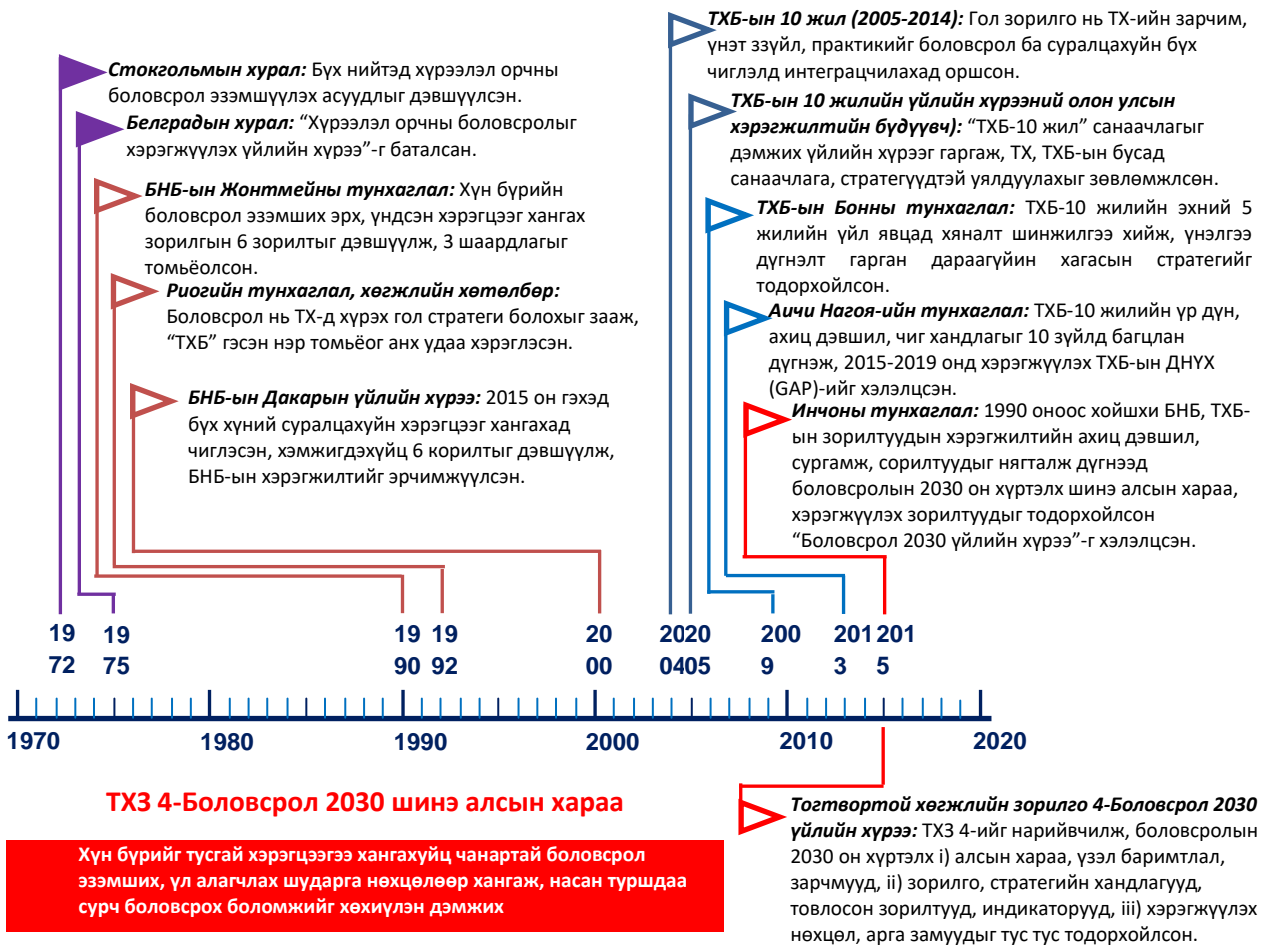 Стокгольмын хурал: Бүх нийтэд хүрээлэл орчны
боловсрол эзэмшүүлэх асуудлыг дэвшүүлсэн.
Белградын хурал: “Хүрээлэл орчны боловсролыг
хэрэгжүүлэх үйлийн хүрээ”-г баталсан.
БНБ-ын Жонтмейны тунхаглал: Хүн бүрийн
боловсрол эзэмших эрх, үндсэн хэрэгцээг хангах
зорилгын 6 зорилтыг дэвшүүлж, 3 шаардлагыг
томьёолсон.
Риогийн тунхаглал, хөгжлийн хөтөлбөр:
Боловсрол нь ТХ-д хүрэх гол стратеги болохыг зааж,
“ТХБ” гэсэн нэр томьёог анх удаа хэрэглэсэн.
БНБ-ын Дакарын үйлийн хүрээ: 2015 он гэхэд
бүх хүний суралцахуйн хэрэгцээг хангахад
чиглэсэн, хэмжигдэхүйц 6 корилтыг дэвшүүлж,
БНБ-ын хэрэгжилтийг эрчимжүүлсэн.
ТХБ-ын 10 жил (2005-2014): Гол зорилго нь ТХ-ийн зарчим,
үнэт ззүйл, практикийг боловсрол ба суралцахуйн бүх
чиглэлд интеграцчилахад оршсон.
ТХБ-ын 10 жилийн үйлийн хүрээний олон улсын
хэрэгжилтийн бүдүүвч): “ТХБ-10 жил” санаачлагыг
дэмжих үйлийн хүрээг гаргаж, ТХ, ТХБ-ын бусад
санаачлага, стратегүүдтэй уялдуулахыг зөвлөмжлсөн.
ТХБ-ын Бонны тунхаглал: ТХБ-10 жилийн эхний 5
жилийн үйл явцад хяналт шинжилгээ хийж, үнэлгээ
дүгнэлт гарган дараагүйин хагасын стратегийг
тодорхойлсон.
Аичи Нагоя-ийн тунхаглал: ТХБ-10 жилийн үр дүн,
ахиц дэвшил, чиг хандлагыг 10 зүйлд багцлан
дүгнэж, 2015-2019 онд хэрэгжүүлэх ТХБ-ын ДНҮХ
(GAP)-ийг хэлэлцсэн.
Инчоны тунхаглал: 1990 оноос хойшхи БНБ, ТХБ-
ын зорилтуудын хэрэгжилтийн ахиц дэвшил,
сургамж, сорилтуудыг нягталж дүгнээд
боловсролын 2030 он хүртэлх шинэ алсын хараа,
хэрэгжүүлэх зорилтуудыг тодорхойлсон
“Боловсрол 2030 үйлийн хүрээ”-г хэлэлцсэн.
19 19 19 19 20 2020 200 201 201
72 75 90 92 00 0405 9 3 5
1970 1980 1990 2000 2010 2020
ТХЗ 4-Боловсрол 2030 шинэ алсын хараа
Хүн бүрийг тусгай хэрэгцээгээ хангахуйц чанартай боловсрол
эзэмших, үл алагчлах шударга нөхцөлөөр хангаж, насан туршдаа
сурч боловсрох боломжийг хөхиүлэн дэмжих
Тогтвортой хөгжлийн зорилго 4-Боловсрол 2030
үйлийн хүрээ: ТХЗ 4-ийг нарийвчилж, боловсролын
2030 он хүртэлх i) алсын хараа, үзэл баримтлал,
зарчмууд, ii) зорилго, стратегийн хандлагууд,
товлосон зорилтууд, индикаторууд, iii) хэрэгжүүлэх
нөхцөл, арга замуудыг тус тус тодорхойлсон.